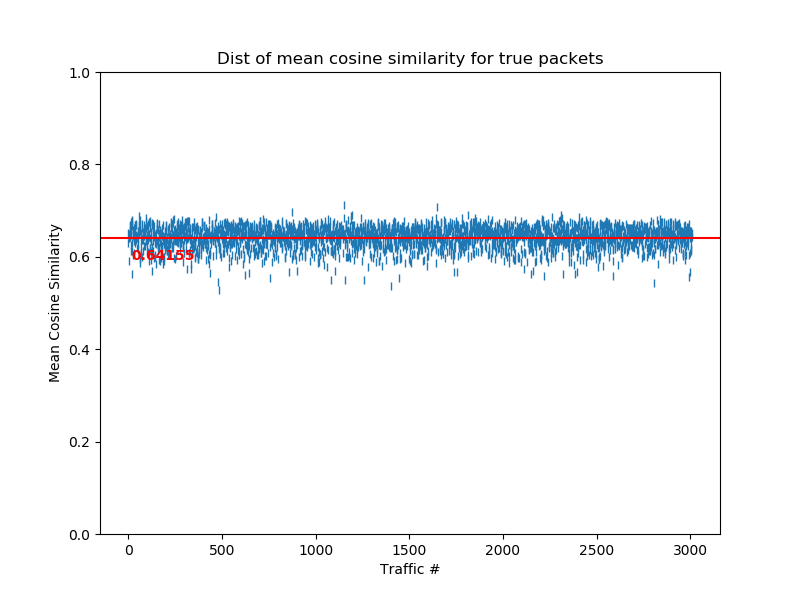 Dist of mean cosine similarity for true packets
1.0
0.8
0.6
0.4
0.2
0.0
Mean Cosine Similarity
0.64155
0 500 1000 1500 2000 2500 3000
Traffic #